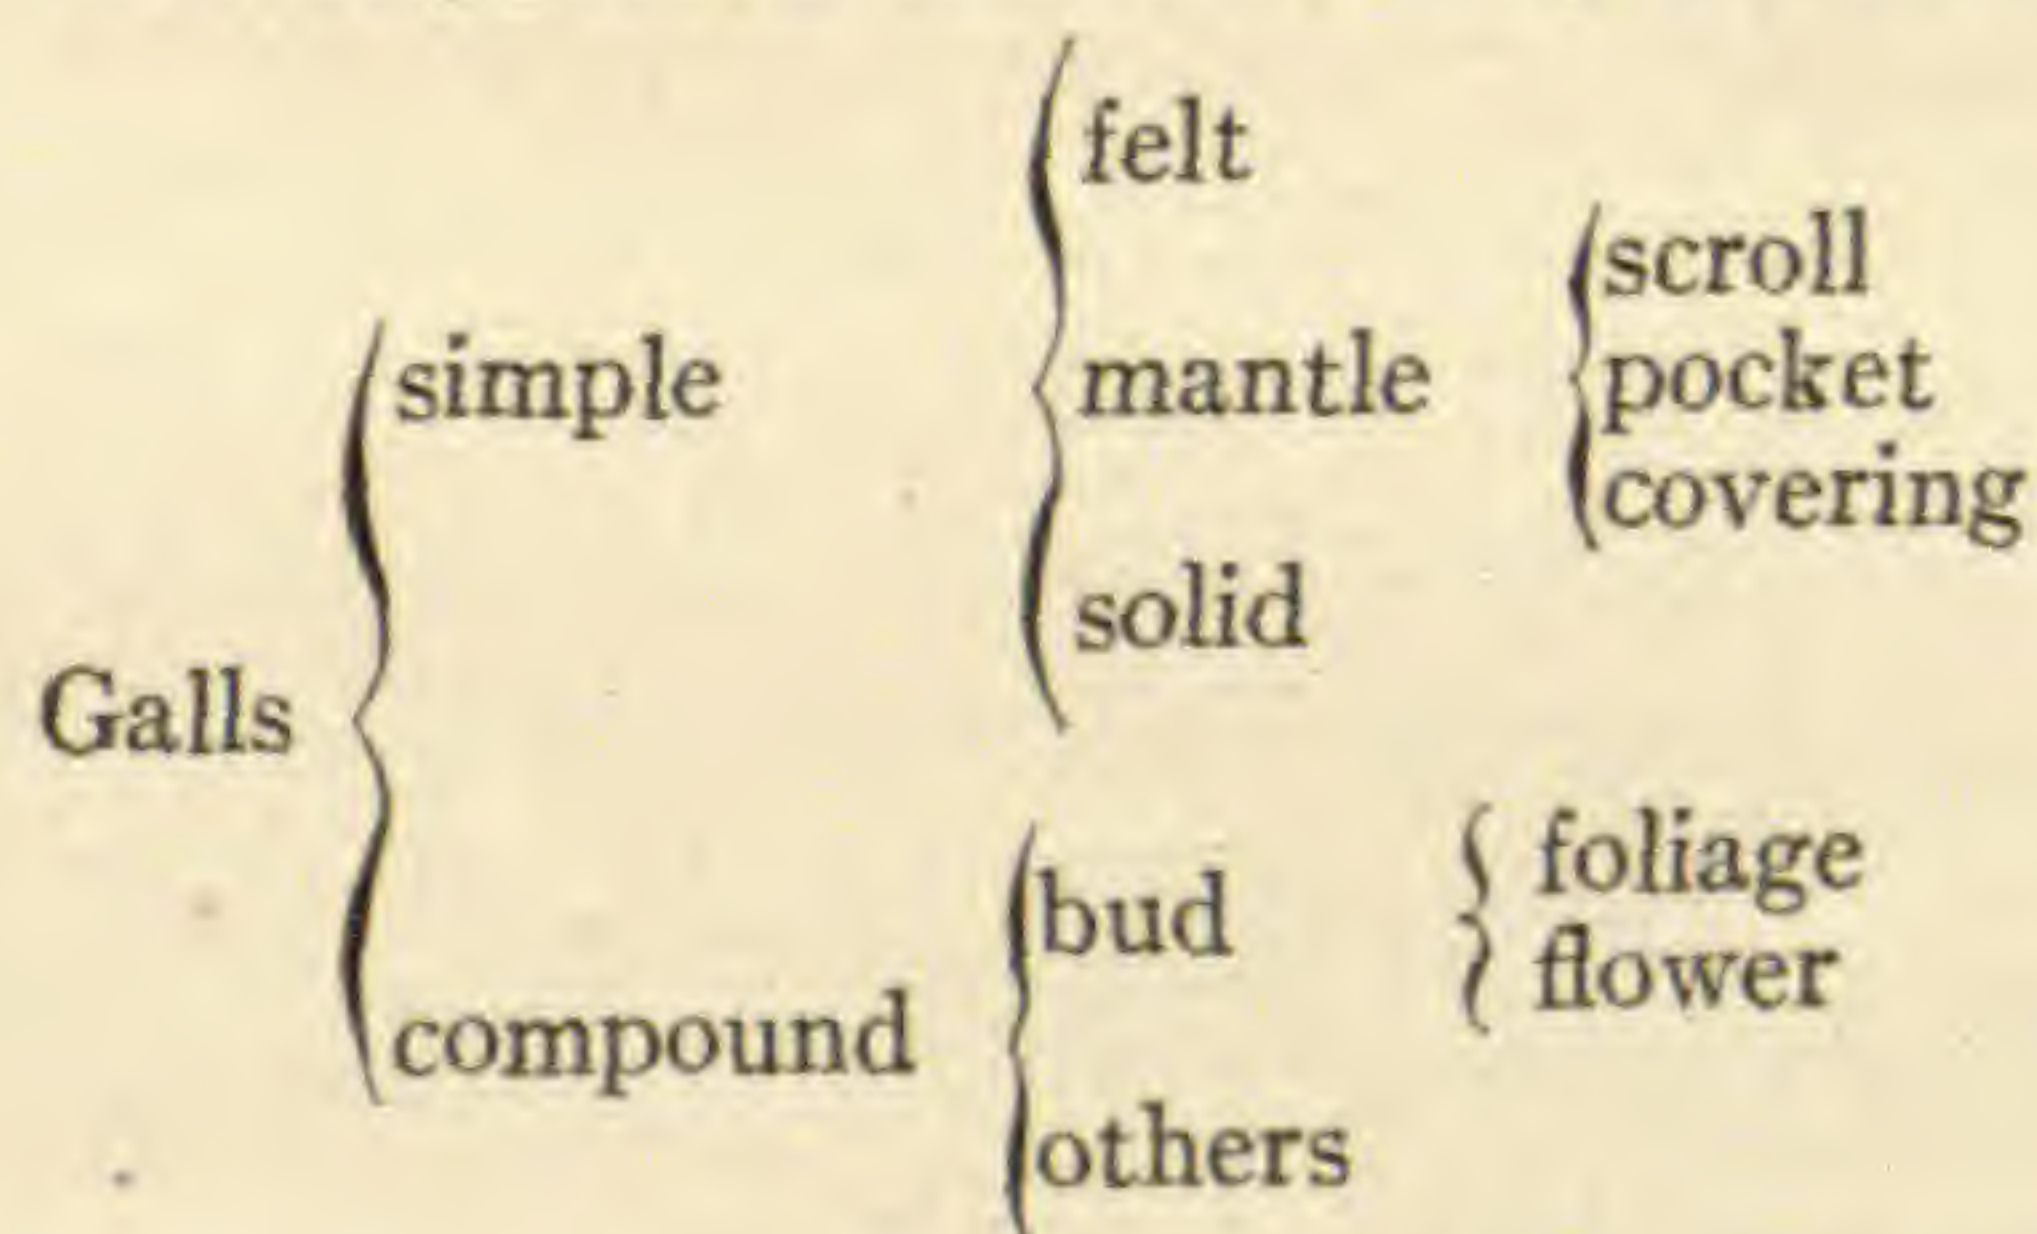 felt
scroll
simple mantle pocket
covering
solid
Galls
foliage
bud
flower
compound
others